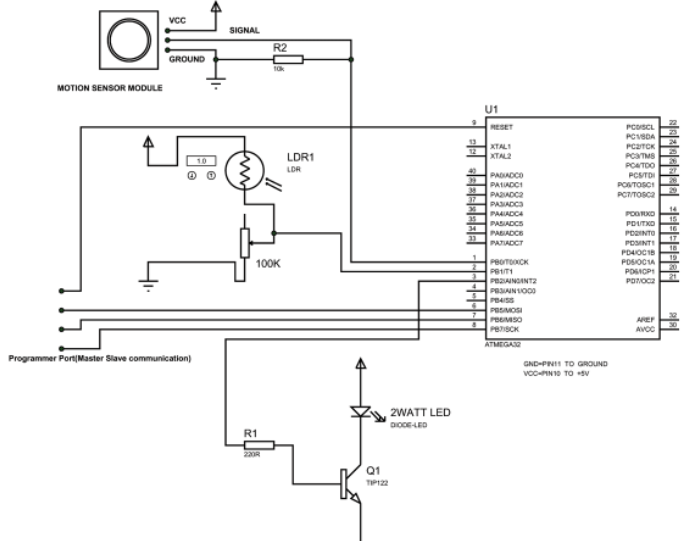 VCC
SIGNAL
GROUND
MOTION SENSOR MODULE
R2
10k
U1
9 RESET
13 XTAL1
12 XTAL2
40 PA0/ADC0
39 PA1/ADC1
38 PA2/ADC2
37 PA3/ADC3
36 PA4/ADC4
35 PA5/ADC5
34 PA6/ADC6
33 PA7/ADC7
1 PB0/T0/XCK
2 PB1/T1
3 PB2/AIN0/INT2
4 PB3/AIN1/OC0
5 PB4/SS
6 PB5/MOSI
7 PB6/MISO
8 PB7/SCK
PC0/SCL 22
PC1/SDA 23
PC2/TCK 24
PC3/TMS 25
PC4/TDO 26
PC5/TDI 27
PC6/TOSC1 28
PC7/TOSC2 29
PD0/RXD 14
PD1/TXD 15
PD2/INT0 16
PD3/INT1 17
PD4/OC1B 18
PD5/OC1A 19
PD6/ICP1 20
PD7/OC2 21
AREF 32
AVCC 30
ATMEGA32
GND=PIN11 TO GROUND
VCC=PIN10 TO +5V
1.0
LDR1
LDR
100K
Programmer Port(Master Slave communication)
2WATT LED
DIODE-LED
R1
220R
Q1
TIP122